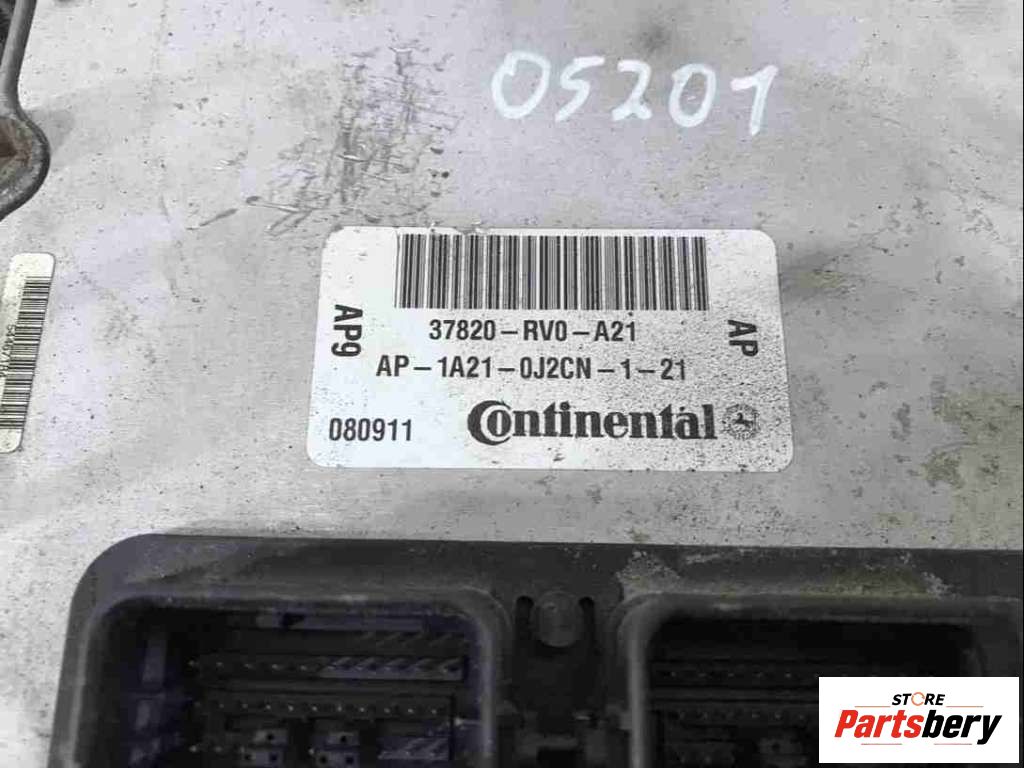 05201
37820-RV0-A21
AP9
AP
AP-1A21-0J2CN-1-21
080911
Continental
STORE
Partsbery